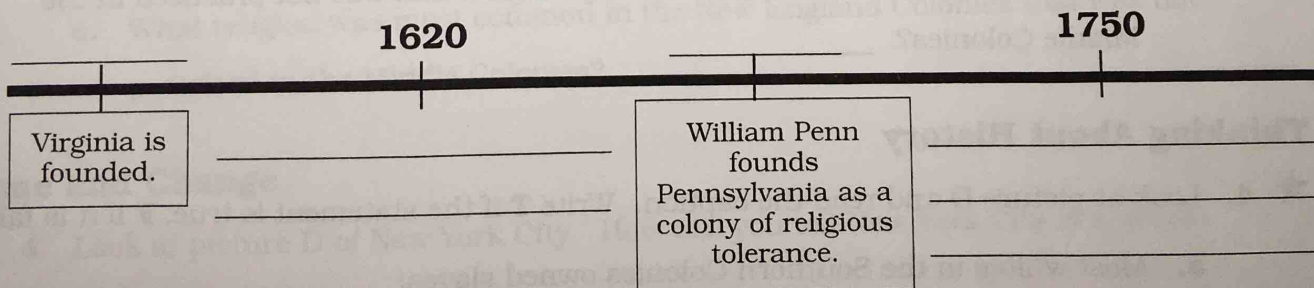 1620
1750
Virginia is
founded.
William Penn
founds
Pennsylvania as a
colony of religious
tolerance.